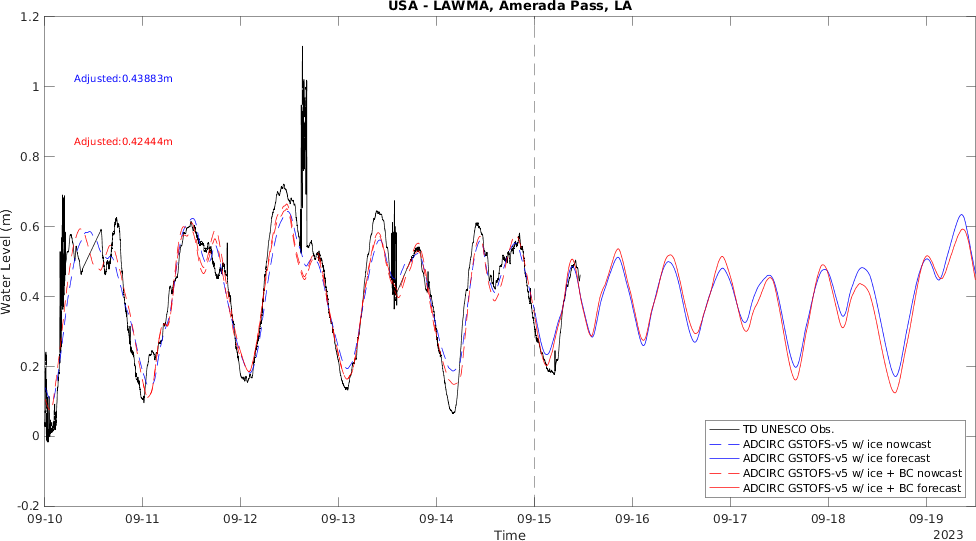 USA - LAWMA, Amerada Pass, LA
1.2
1
0.8
0.6
0.4
0.2
0
-0.2
Water Level (m)
Adjusted:0.43883m
Adjusted:0.42444m
TD UNESCO Obs.
ADCIRC GSTOFS-v5 w/ ice nowcast
ADCIRC GSTOFS-v5 w/ ice forecast
ADCIRC GSTOFS-v5 w/ ice + BC nowcast
ADCIRC GSTOFS-v5 w/ ice + BC forecast
09-10 09-11 09-12 09-13 09-14 09-15 09-16 09-17 09-18 09-19
Time
2023